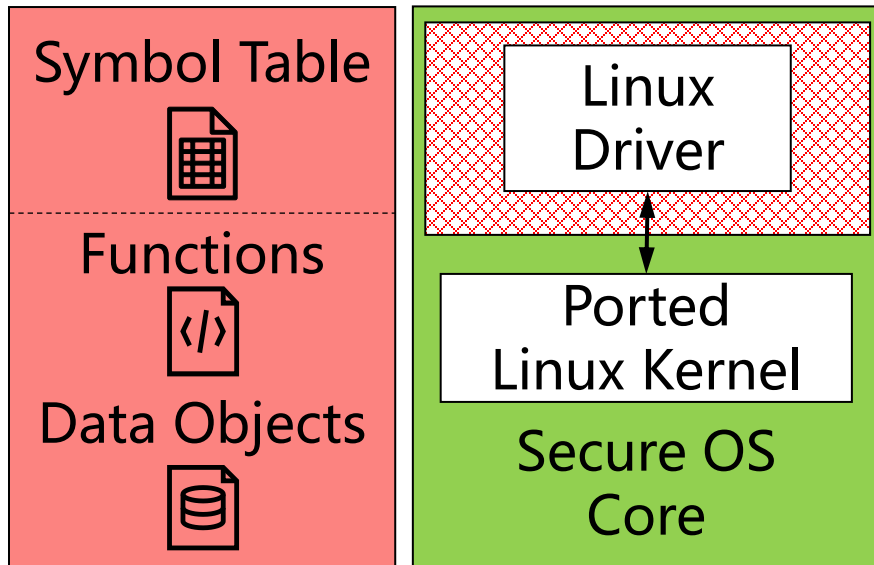 Symbol Table
Functions
</>
Data Objects
Linux
Driver
Ported
Linux Kernel
Secure OS
Core